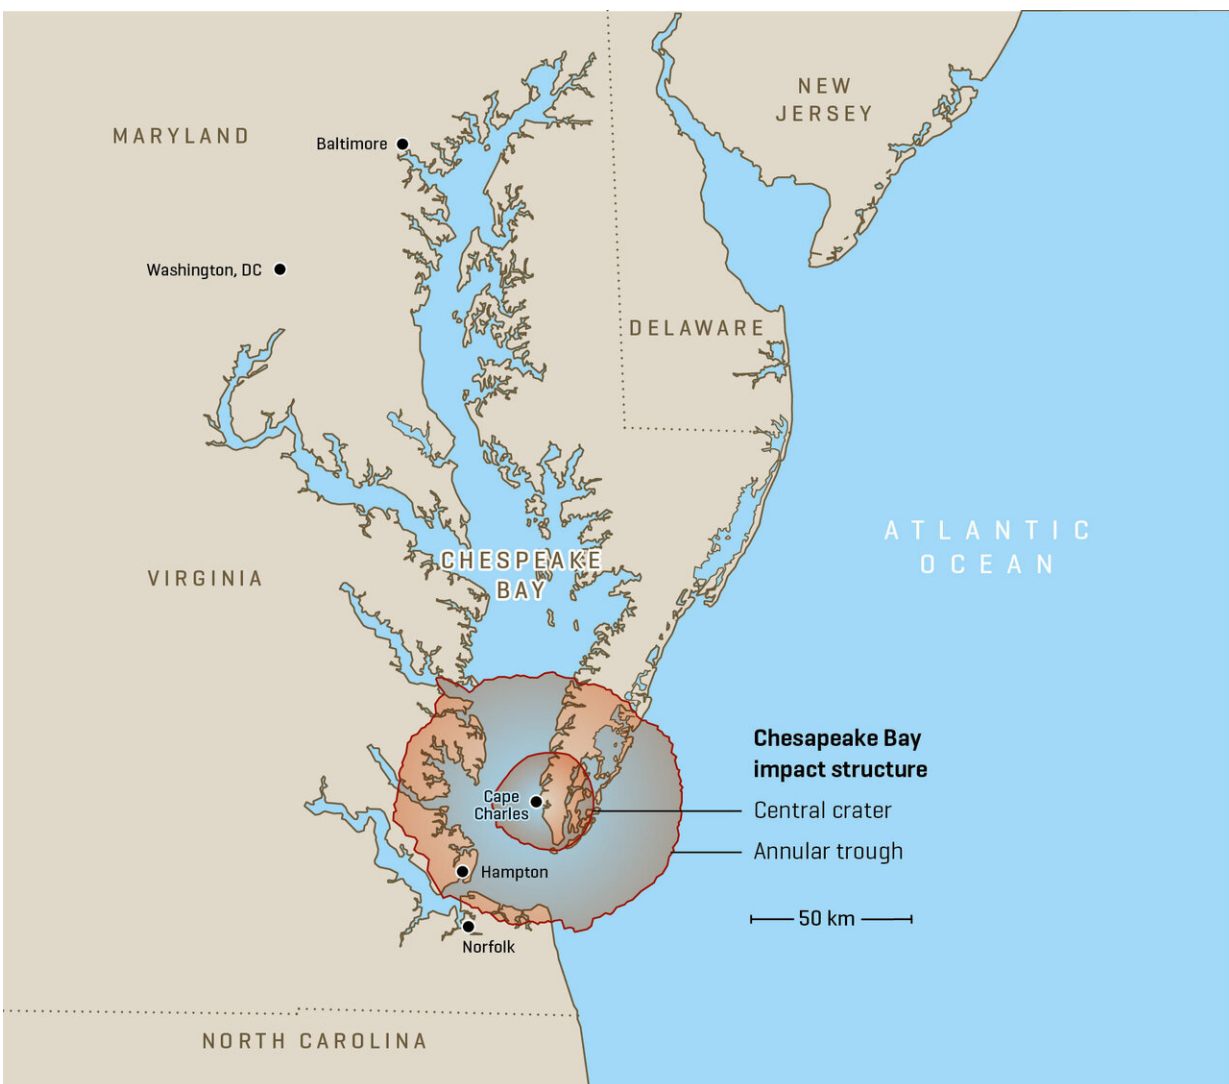 NEW
JERSEY
MARYLAND
Baltimore
Washington, DC
DELAWARE
ATLANTIC
OCEAN
CHESPEAKE
BAY
VIRGINIA
Chesapeake Bay
impact structure
Central crater
Annular trough
Cape
Charles
Hampton
50 km
Norfolk
NORTH CAROLINA